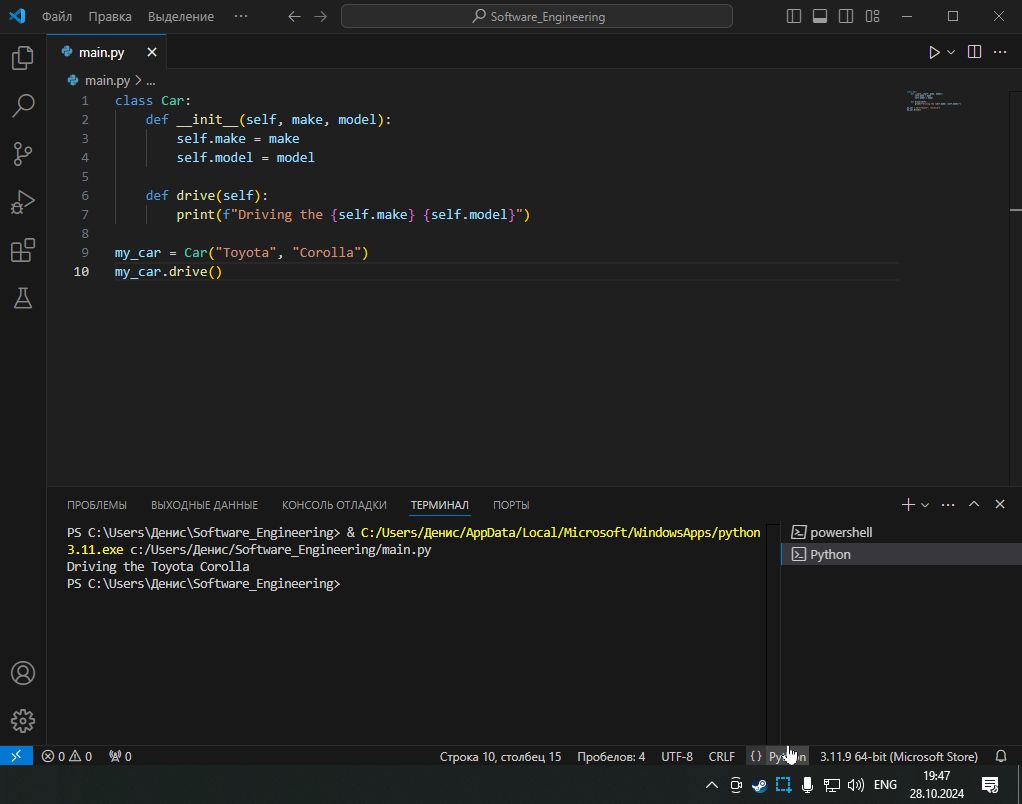 Файл Правка Выделение ··· Software_Engineering
main.py
main.py > ...
1 class Car:
2     def __init__(self, make, model):
3         self.make = make
4         self.model = model
5
6     def drive(self):
7         print(f"Driving the {self.make} {self.model}")
8
9 my_car = Car("Toyota", "Corolla")
10 my_car.drive()
ПРОБЛЕМЫ ВЫХОДНЫЕ ДАННЫЕ КОНСОЛЬ ОТЛАДКИ ТЕРМИНАЛ ПОРТЫ
PS C:\Users\Денис\Software_Engineering> & C:/Users/Денис/AppData/Local/Microsoft/WindowsApps/python
3.11.exe c:/Users/Денис/Software_Engineering/main.py
Driving the Toyota Corolla
PS C:\Users\Денис\Software_Engineering>
powershell
Python
0 0 0 Строка 10, столбец 15 Пробелов: 4 UTF-8 CRLF {} Python 3.11.9 64-bit (Microsoft Store)
ENG
19:47
28.10.2024